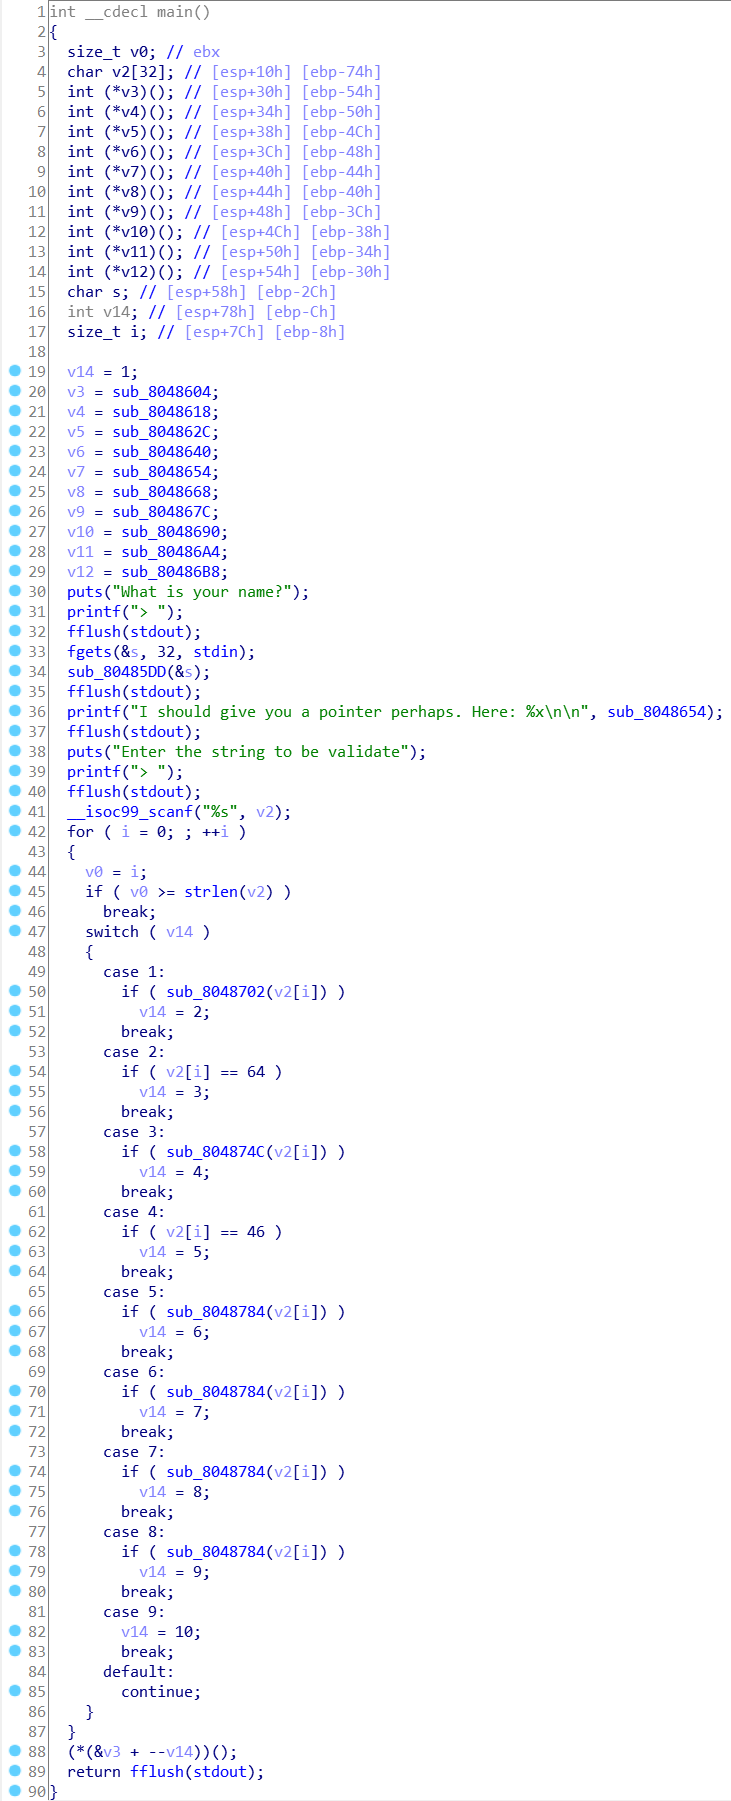 1 int __cdecl main()
2 {
3 size_t v0; // ebx
4 char v2[32]; // [esp+10h] [ebp-74h]
5 int (*v3)(); // [esp+30h] [ebp-54h]
6 int (*v4)(); // [esp+34h] [ebp-50h]
7 int (*v5)(); // [esp+38h] [ebp-4Ch]
8 int (*v6)(); // [esp+3Ch] [ebp-48h]
9 int (*v7)(); // [esp+40h] [ebp-44h]
10 int (*v8)(); // [esp+44h] [ebp-40h]
11 int (*v9)(); // [esp+48h] [ebp-3Ch]
12 int (*v10)(); // [esp+4Ch] [ebp-38h]
13 int (*v11)(); // [esp+50h] [ebp-34h]
14 int (*v12)(); // [esp+54h] [ebp-30h]
15 char s; // [esp+58h] [ebp-2Ch]
16 int v14; // [esp+78h] [ebp-Ch]
17 size_t i; // [esp+7Ch] [ebp-8h]
18
19 v14 = 1;
20 v3 = sub_8048604;
21 v4 = sub_8048618;
22 v5 = sub_804862C;
23 v6 = sub_8048640;
24 v7 = sub_8048654;
25 v8 = sub_8048668;
26 v9 = sub_804867C;
27 v10 = sub_8048690;
28 v11 = sub_80486A4;
29 v12 = sub_80486B8;
30 puts("What is your name?");
31 printf("> ");
32 fflush(stdout);
33 fgets(&s, 32, stdin);
34 sub_80485DD(&s);
35 fflush(stdout);
36 printf("I should give you a pointer perhaps. Here: %x\n\n", sub_8048654);
37 fflush(stdout);
38 puts("Enter the string to be validate");
39 printf("> ");
40 fflush(stdout);
41 __isoc99_scanf("%s", v2);
42 for ( i = 0; ; ++i )
43 {
44 v0 = i;
45 if ( v0 >= strlen(v2) )
46 break;
47 switch ( v14 )
48 {
49 case 1:
50 if ( sub_8048702(v2[i]) )
51 v14 = 2;
52 break;
53 case 2:
54 if ( v2[i] == 64 )
55 v14 = 3;
56 break;
57 case 3:
58 if ( sub_804874C(v2[i]) )
59 v14 = 4;
60 break;
61 case 4:
62 if ( v2[i] == 46 )
63 v14 = 5;
64 break;
65 case 5:
66 if ( sub_8048784(v2[i]) )
67 v14 = 6;
68 break;
69 case 6:
70 if ( sub_8048784(v2[i]) )
71 v14 = 7;
72 break;
73 case 7:
74 if ( sub_8048784(v2[i]) )
75 v14 = 8;
76 break;
77 case 8:
78 if ( sub_8048784(v2[i]) )
79 v14 = 9;
80 break;
81 case 9:
82 v14 = 10;
83 break;
84 default:
85 continue;
86 }
87 }
88 (*(&v3 + --v14))();
89 return fflush(stdout);
90 }